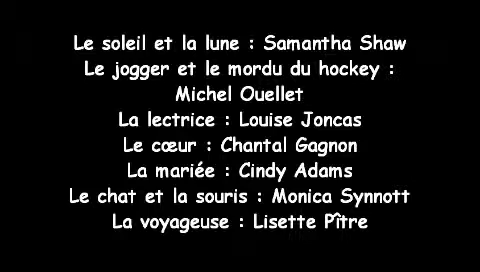 Le soleil et la lune : Samantha Shaw
Le jogger et le mordu du hockey :
Michel Ouellet
La lectrice : Louise Joncas
Le cœur : Chantal Gagnon
La mariée : Cindy Adams
Le chat et la souris : Monica Synnott
La voyageuse : Lisette Pître